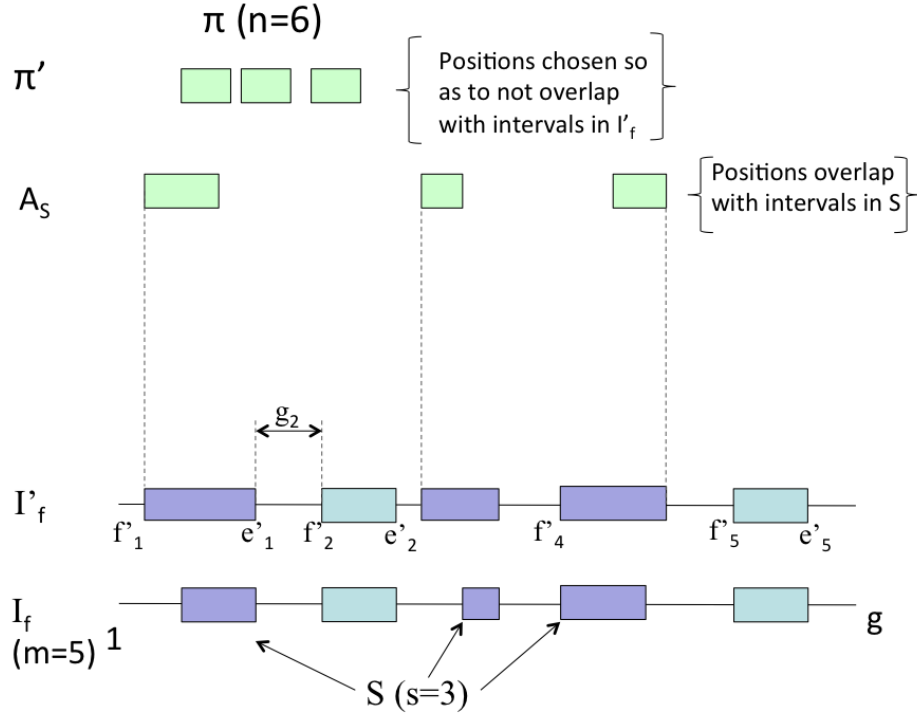 π (n=6)
π’
Positions chosen so
as to not overlap
with intervals in I’f
AS
Positions overlap
with intervals in S
g2
I’f
f’1 e’1 f’2 e’2 f’4 f’5 e’5
If
(m=5) 1 g
S (s=3)